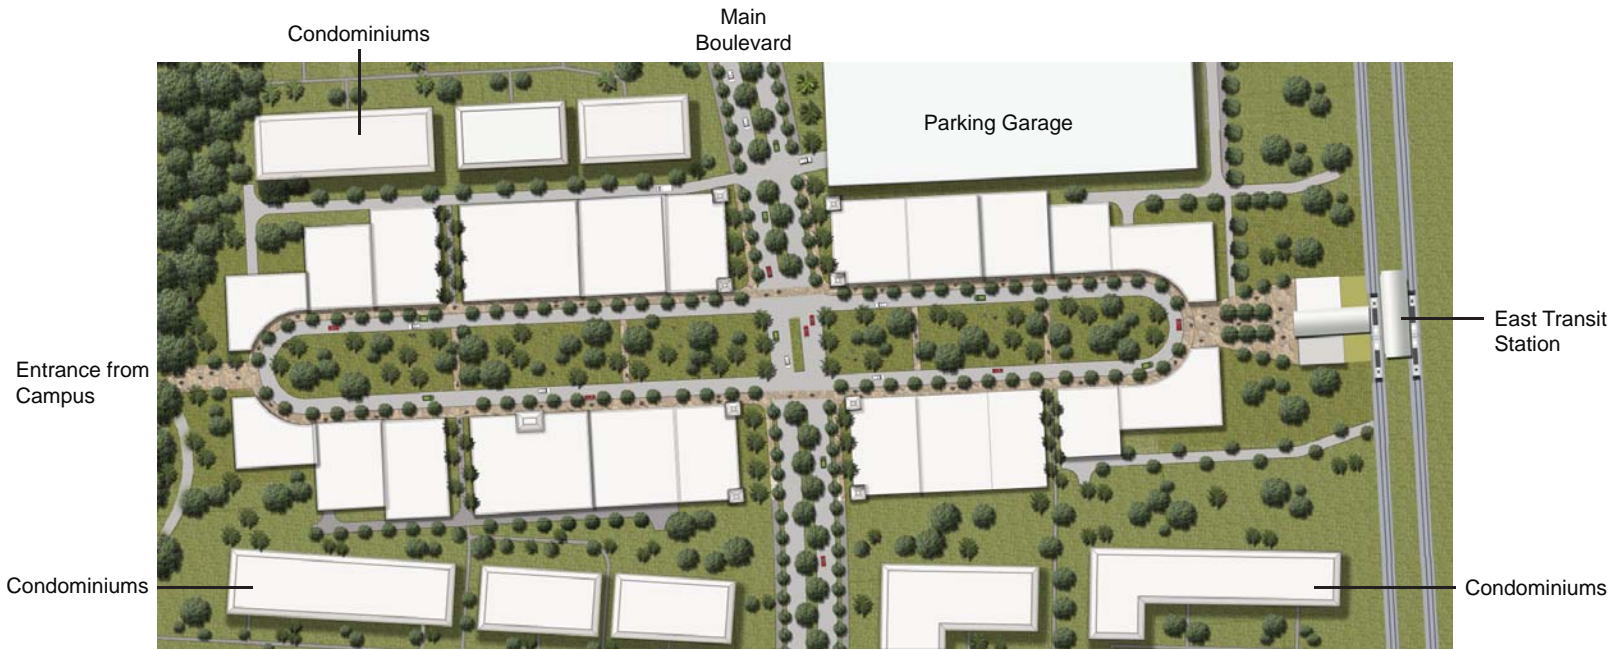 Main
Boulevard
Condominiums
Parking Garage
East Transit
Station
Entrance from
Campus
Condominiums
Condominiums